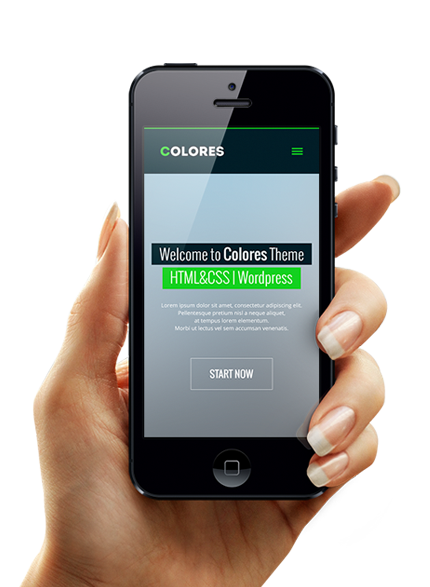 COLORES
Welcome to Colores Theme
HTML&CSS | Wordpress
Lorem ipsum dolor sit amet, consectetur adipiscing elit.
Pellentesque pretium nisl a neque aliquet,
at tempus lorem elementum.
Morbi ut lectus vel sem accumsan venenatis.
START NOW